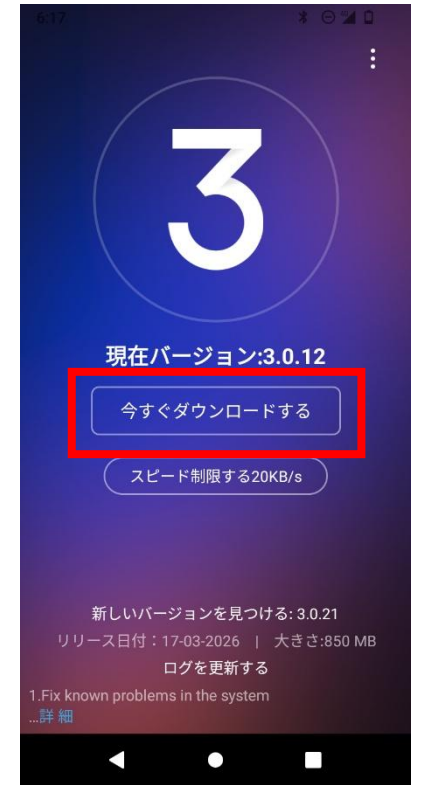 6:17
3
現在バージョン:3.0.12
今すぐダウンロードする
スピード制限する20KB/s
新しいバージョンを見つける: 3.0.21
リリース日付：17-03-2026 | 大きさ:850 MB
ログを更新する
1.Fix known problems in the system
...詳 細